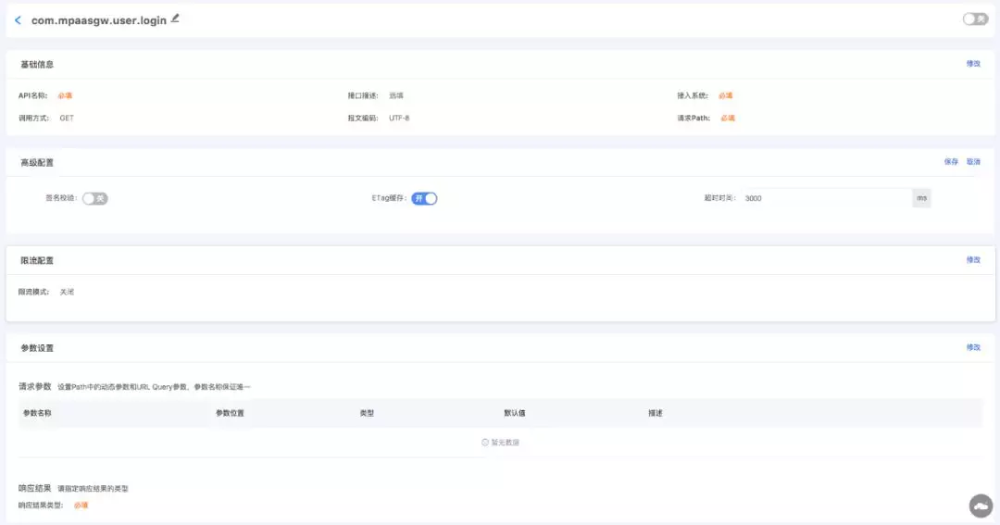 com.mpaasgw.user.login 关
基础信息 修改
API名称: 必填 接口描述: 选填 接入系统: 必填
调用方式: GET 报文编码: UTF-8 请求Path: 必填
高级配置 保存 取消
签名校验: 关 ETag缓存: 开 超时时间: 3000 ms
限流配置 修改
限流模式: 关闭
参数设置 修改
请求参数 设置Path中的动态参数和URL Query参数，参数名称保证唯一
参数名称 参数位置 类型 默认值 描述
暂无数据
响应结果 请指定响应结果的类型
响应结果类型: 必填